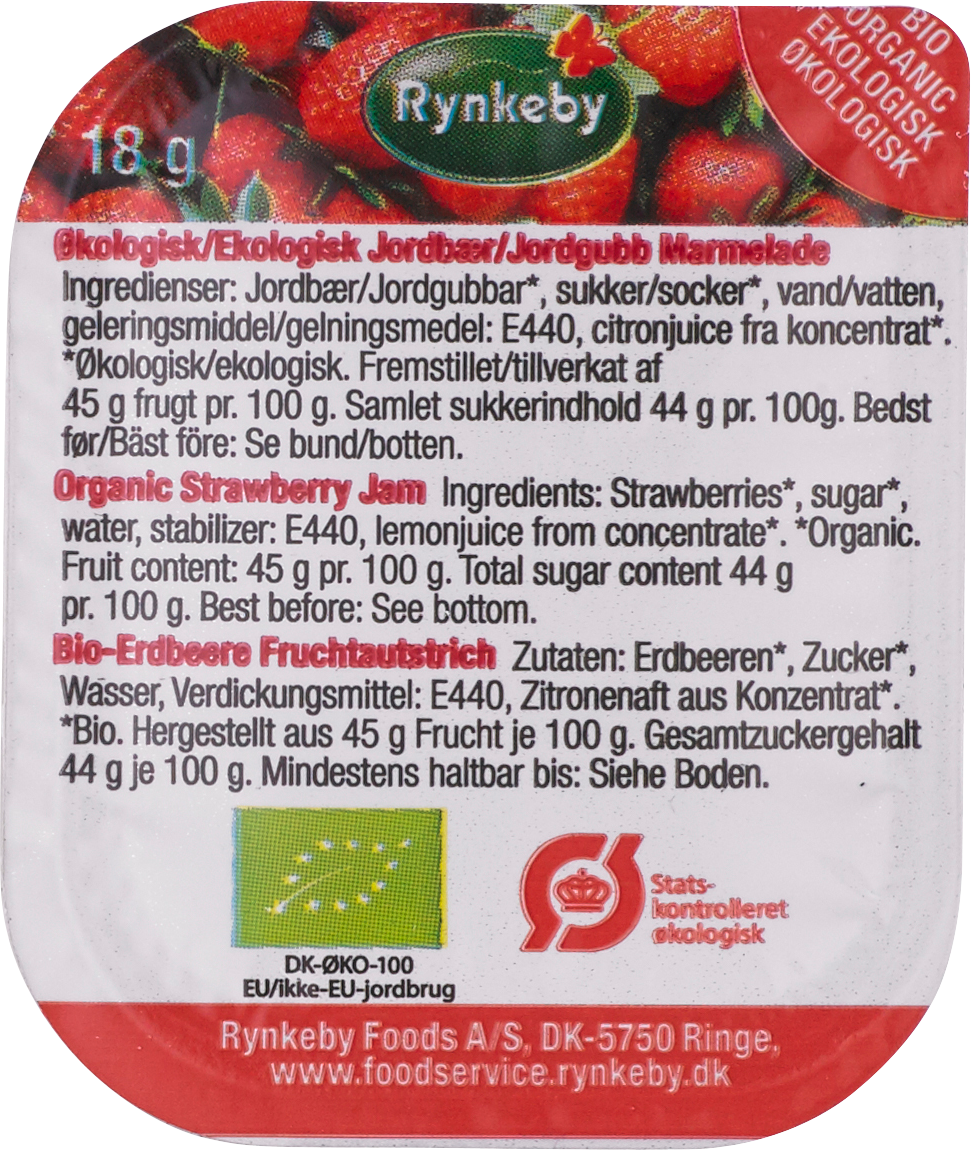 Rynkeby
BIO
ORGANIC
EKOLOGISK
ØKOLOGISK
18 g
Økologisk/Ekologisk Jordbær/Jordgubb Marmelade
Ingredienser: Jordbær/Jordgubbar*, sukker/socker*, vand/vatten,
geleringsmiddel/gelningsmedel: E440, citronjuice fra koncentrat*.
*Økologisk/ekologisk. Fremstillet/tillverkat af
45 g frugt pr. 100 g. Samlet sukkerindhold 44 g pr. 100g. Bedst
før/Bäst före: Se bund/botten.
Organic Strawberry Jam Ingredients: Strawberries*, sugar*,
water, stabilizer: E440, lemonjuice from concentrate*. *Organic.
Fruit content: 45 g pr. 100 g. Total sugar content 44 g
pr. 100 g. Best before: See bottom.
Bio-Erdbeere Fruchtautstrich Zutaten: Erdbeeren*, Zucker*,
Wasser, Verdickungsmittel: E440, Zitronenaft aus Konzentrat*.
*Bio. Hergestellt aus 45 g Frucht je 100 g. Gesamtzuckergehalt
44 g je 100 g. Mindestens haltbar bis: Siehe Boden.
DK-ØKO-100
EU/ikke-EU-jordbrug
Stats-
kontrolleret
økologisk
Rynkeby Foods A/S, DK-5750 Ringe,
www.foodservice.rynkeby.dk